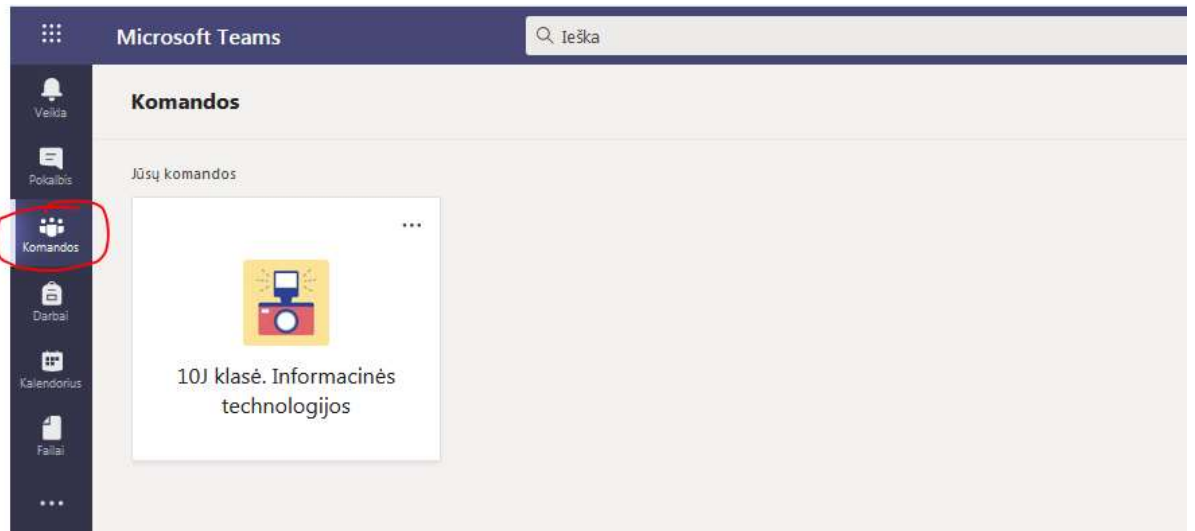 Microsoft Teams
Ieška
Veikla
Komandos
Pokalbis
Jūsų komandos
Komandos
Darbai
Kalendorius
10J klasė. Informacinės
technologijos
Failai